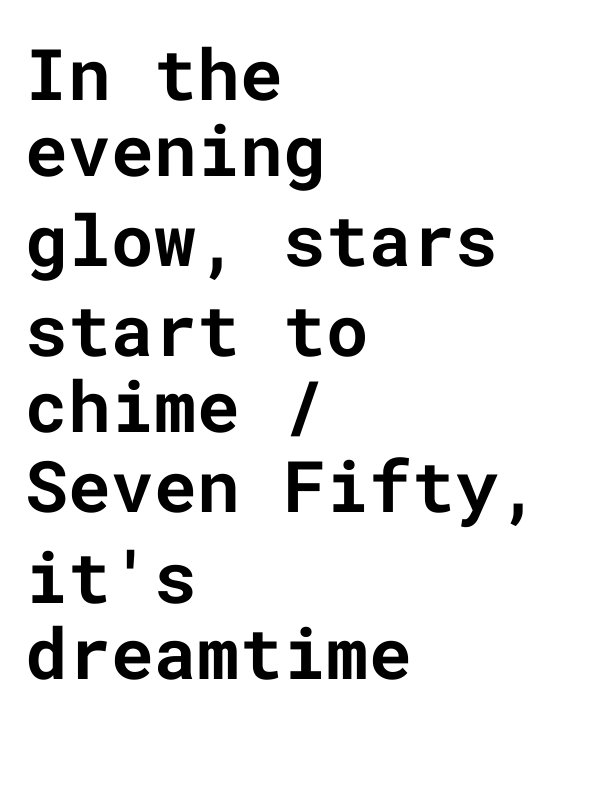 In the
evening
glow, stars
start to
chime /
Seven Fifty,
it's
dreamtime